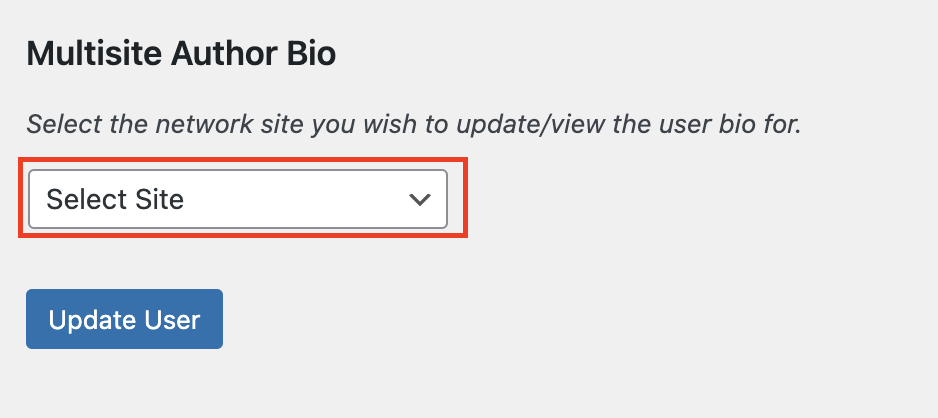 Multisite Author Bio
Select the network site you wish to update/view the user bio for.
Select Site
Update User